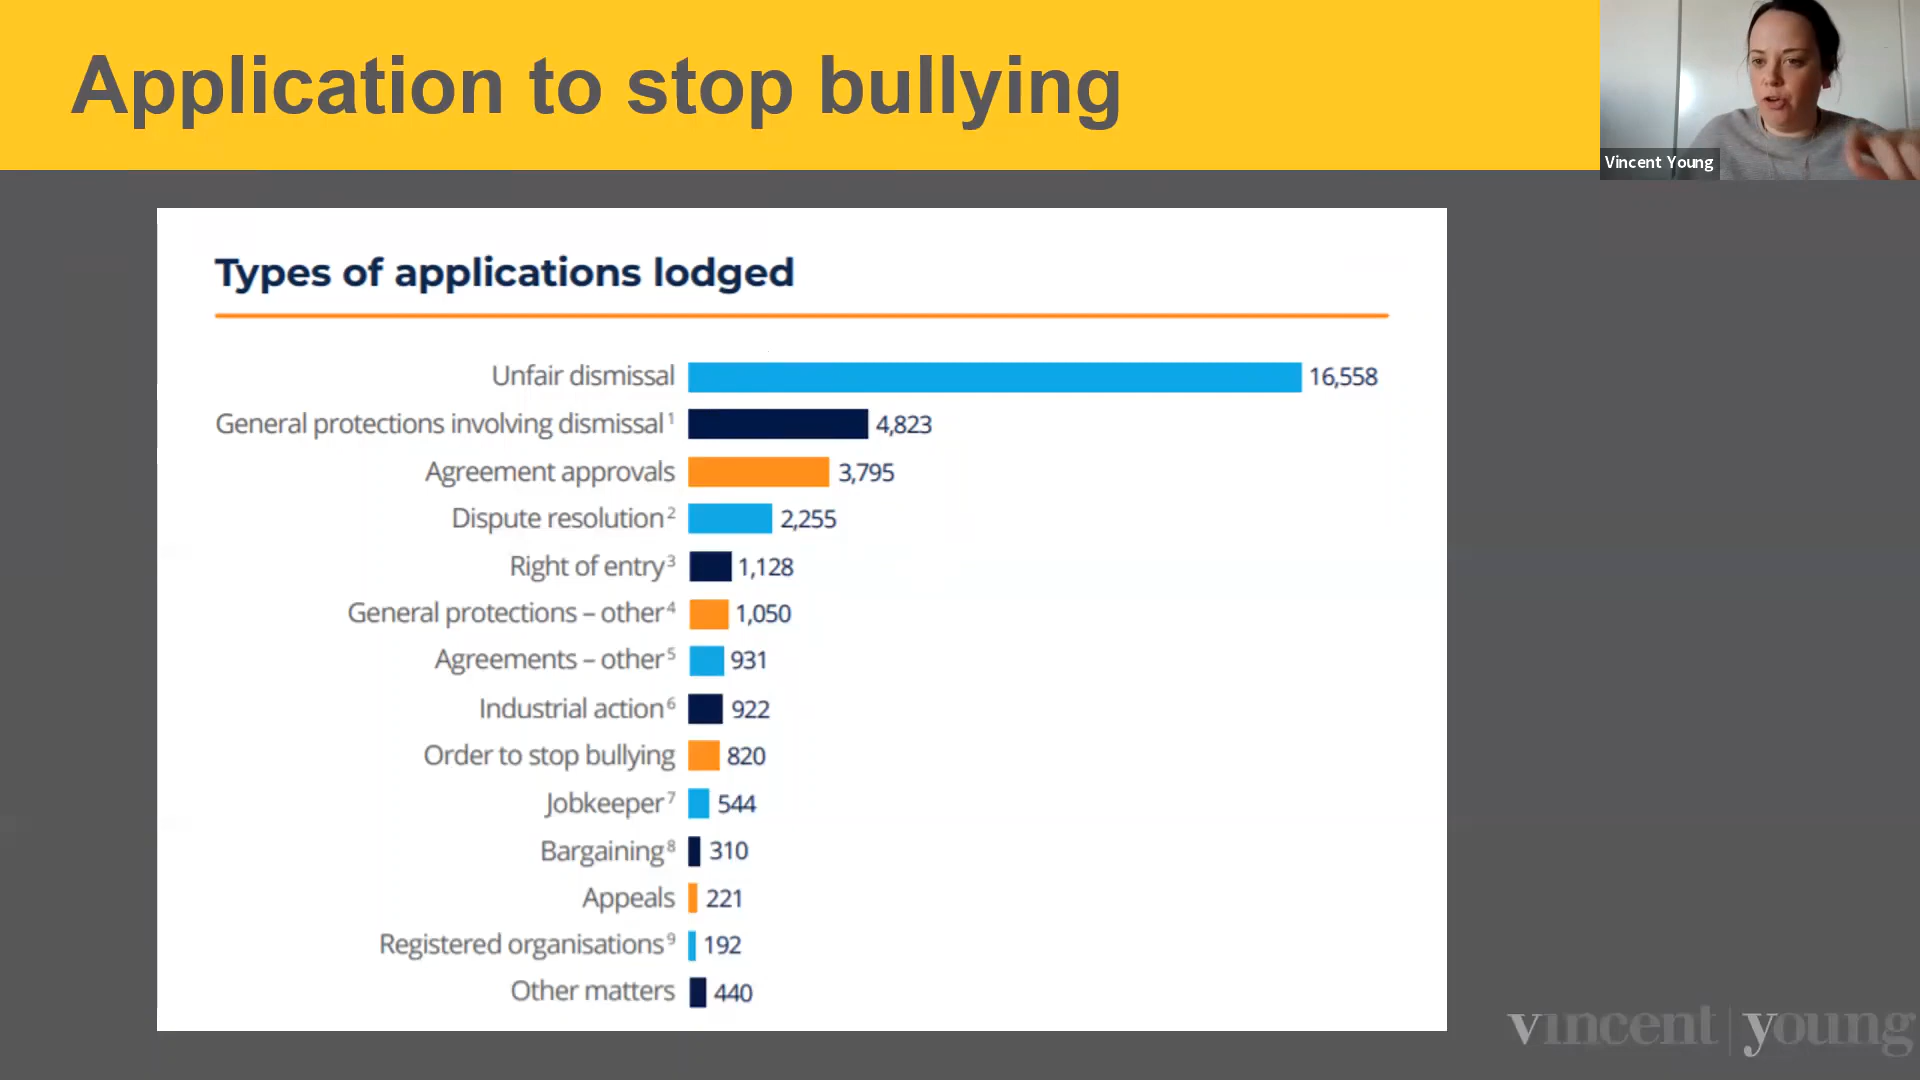 Application to stop bullying
Vincent Young
Types of applications lodged
Unfair dismissal 16,558
General protections involving dismissal¹ 4,823
Agreement approvals 3,795
Dispute resolution² 2,255
Right of entry³ 1,128
General protections – other⁴ 1,050
Agreements – other⁵ 931
Industrial action⁶ 922
Order to stop bullying 820
Jobkeeper⁷ 544
Bargaining⁸ 310
Appeals 221
Registered organisations⁹ 192
Other matters 440
vincent | young